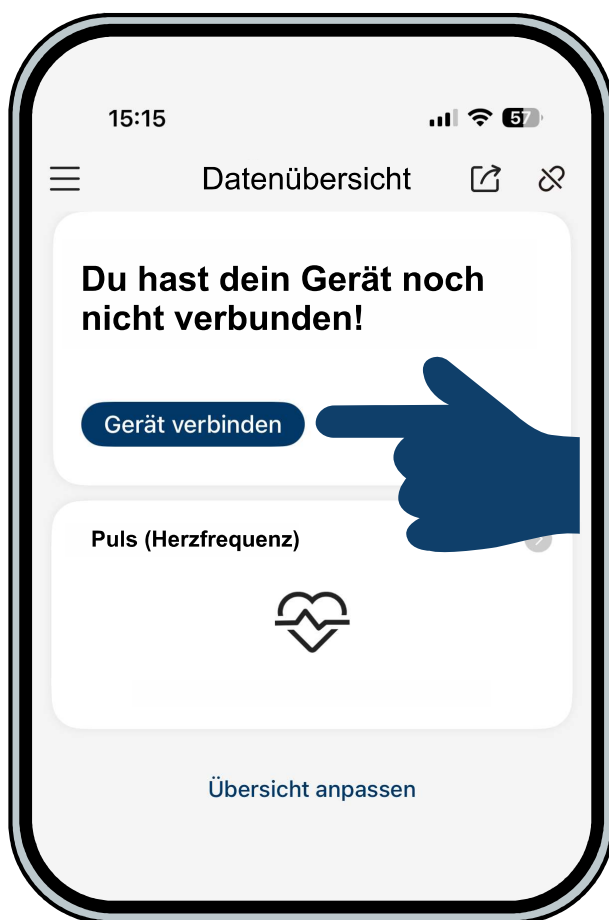 15:15
57
Datenübersicht
Du hast dein Gerät noch
nicht verbunden!
Gerät verbinden
Puls (Herzfrequenz)
Übersicht anpassen